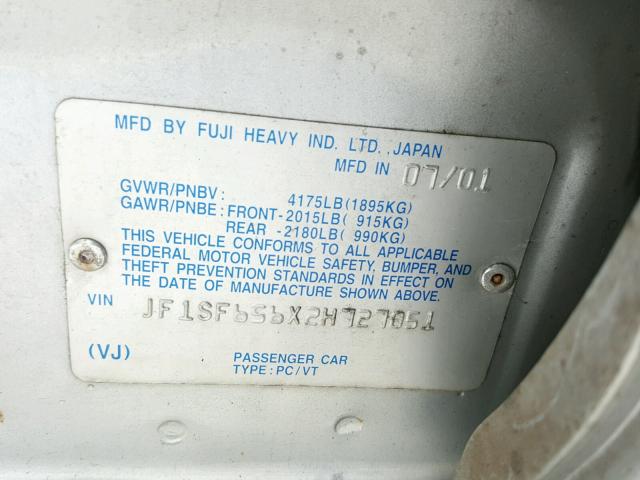 MFD BY FUJI HEAVY IND. LTD. ,JAPAN
MFD IN 07/01
GVWR/PNBV : 4175LB(1895KG)
GAWR/PNBE : FRONT-2015LB( 915KG)
REAR -2180LB( 990KG)
THIS VEHICLE CONFORMS TO ALL APPLICABLE
FEDERAL MOTOR VEHICLE SAFETY, BUMPER, AND
THEFT PREVENTION STANDARDS IN EFFECT ON
THE DATE OF MANUFACTURE SHOWN ABOVE.
VIN JF1SF656X2H727051
(VJ) PASSENGER CAR
TYPE : PC/VT